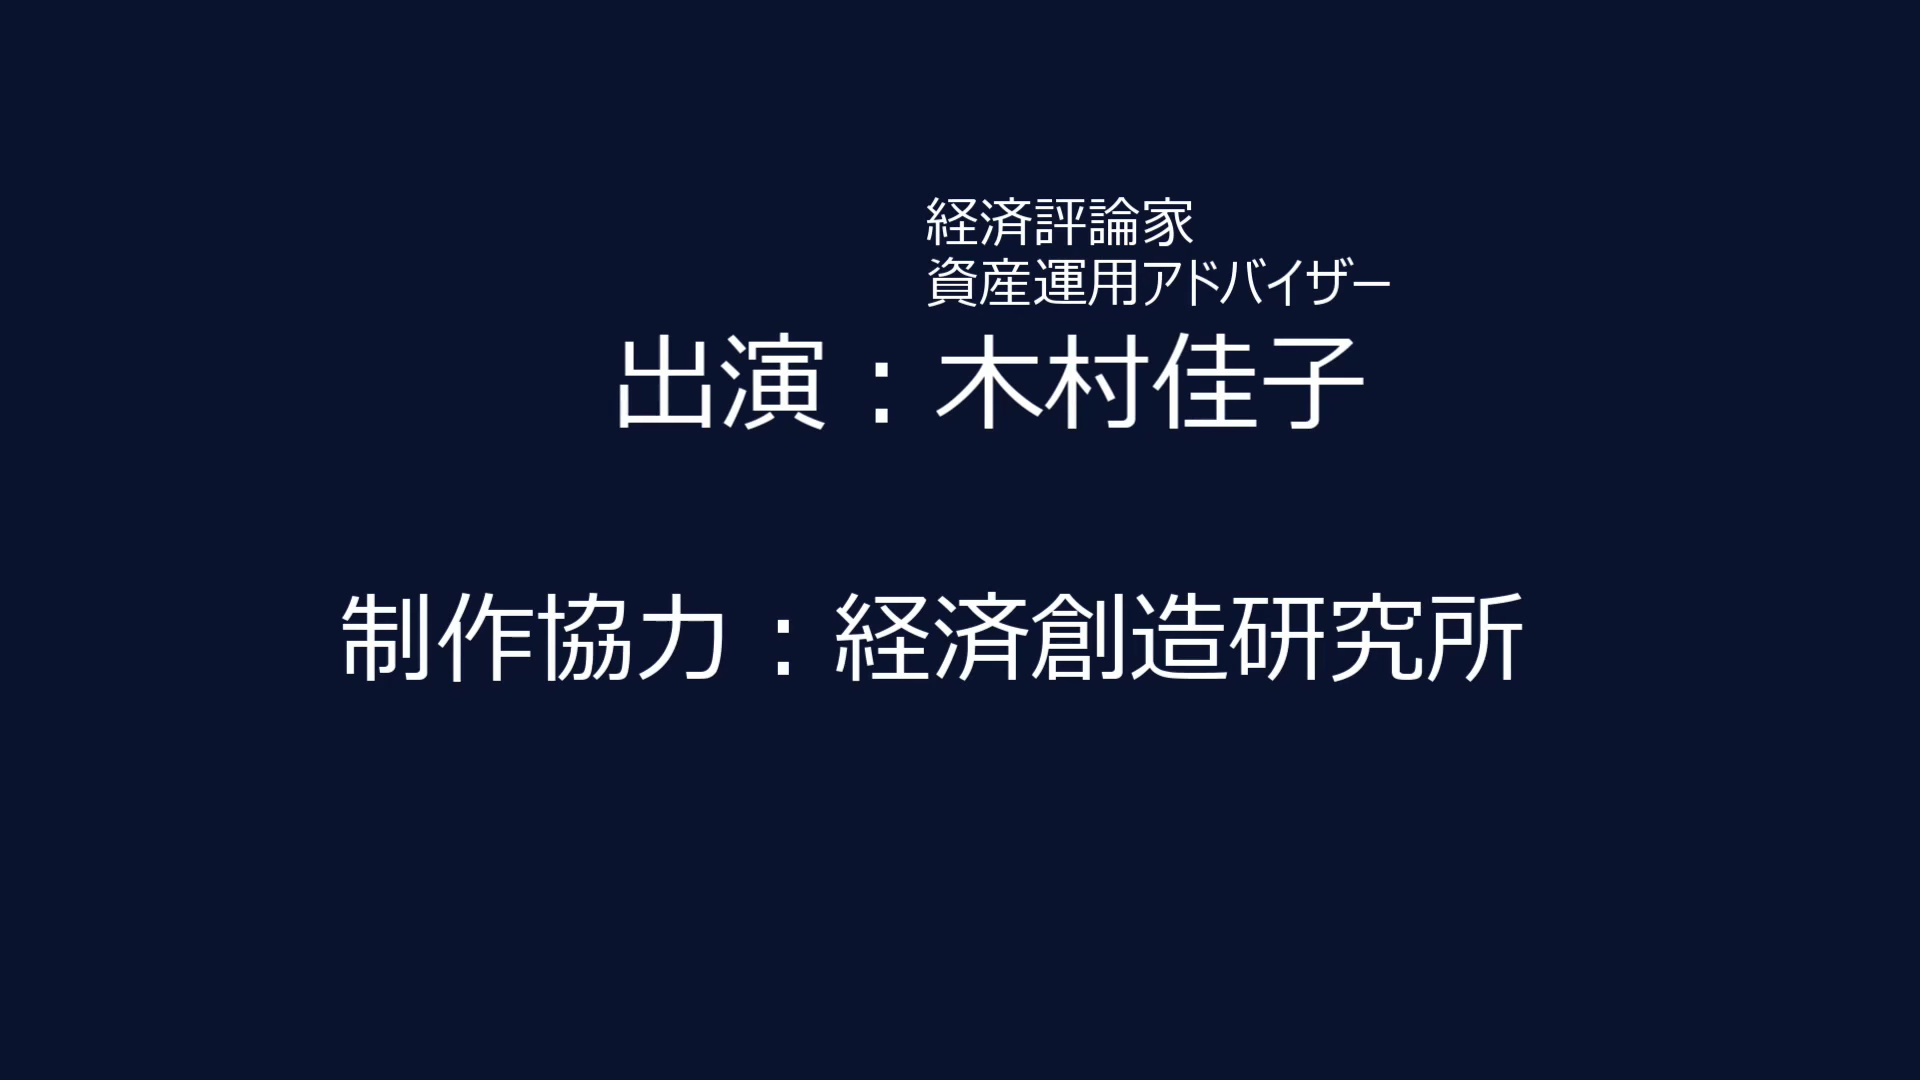 経済評論家
資産運用アドバイザー
出演：木村佳子
制作協力：経済創造研究所